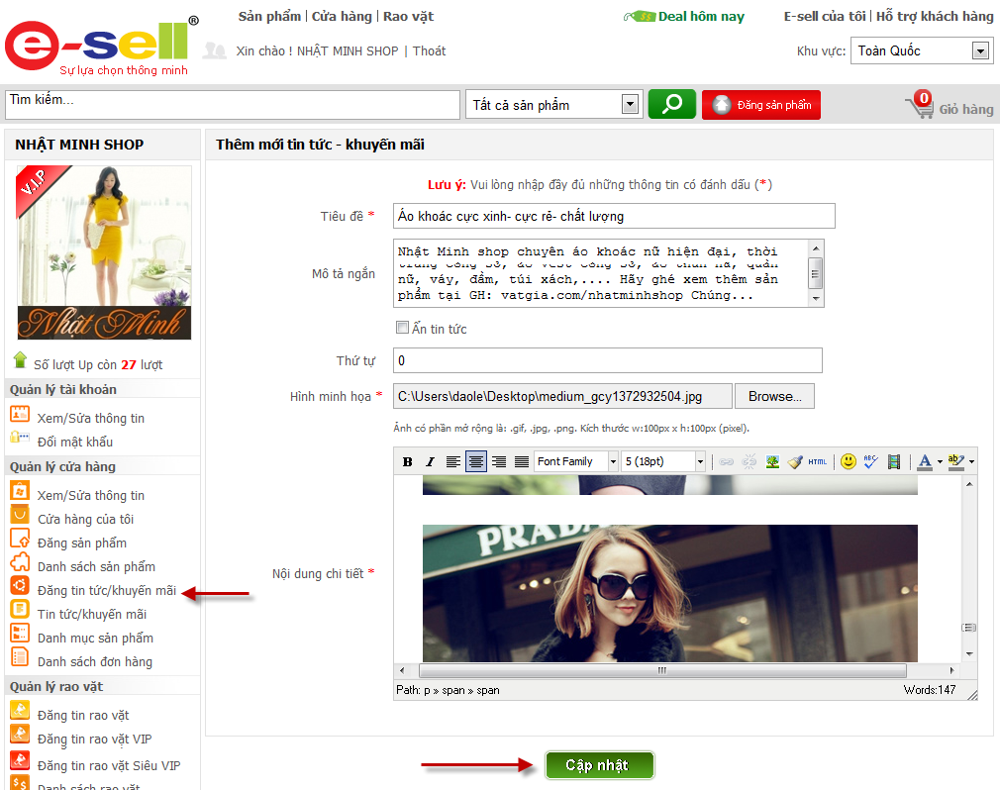 e-sell®
Sự lựa chọn thông minh
Sản phẩm | Cửa hàng | Rao vặt
$$ Deal hôm nay
E-sell của tôi | Hỗ trợ khách hàng
Xin chào ! NHẬT MINH SHOP | Thoát
Khu vực: Toàn Quốc
Tìm kiếm...
Tất cả sản phẩm
Đăng sản phẩm
0 Giỏ hàng
NHẬT MINH SHOP
V.I.P
Nhật Minh
Số lượt Up còn 27 lượt
Quản lý tài khoản
Xem/Sửa thông tin
Đổi mật khẩu
Quản lý cửa hàng
Xem/Sửa thông tin
Cửa hàng của tôi
Đăng sản phẩm
Danh sách sản phẩm
Đăng tin tức/khuyến mãi
Tin tức/khuyến mãi
Danh mục sản phẩm
Danh sách đơn hàng
Quản lý rao vặt
Đăng tin rao vặt
Đăng tin rao vặt VIP
Đăng tin rao vặt Siêu VIP
Danh sách rao vặt
Thêm mới tin tức - khuyến mãi
Lưu ý: Vui lòng nhập đầy đủ những thông tin có đánh dấu (*)
Tiêu đề * Áo khoác cực xinh- cực rẻ- chất lượng
Mô tả ngắn
Nhật Minh shop chuyên áo khoác nữ hiện đại, thời
trang công sở, áo vest công sở, áo thun nữ, quần
nữ, váy, đầm, túi xách,.... Hãy ghé xem thêm sản
phẩm tại GH: vatgia.com/nhatminhshop Chúng...
Ẩn tin tức
Thứ tự 0
Hình minh họa * C:\Users\daole\Desktop\medium_gcy1372932504.jpg Browse...
Ảnh có phần mở rộng là: .gif, .jpg, .png. Kích thước w:100px x h:100px (pixel).
B I Font Family 5 (18pt) HTML ABC A ab
Nội dung chi tiết *
PRADA
Path: p » span » span Words:147
Cập nhật